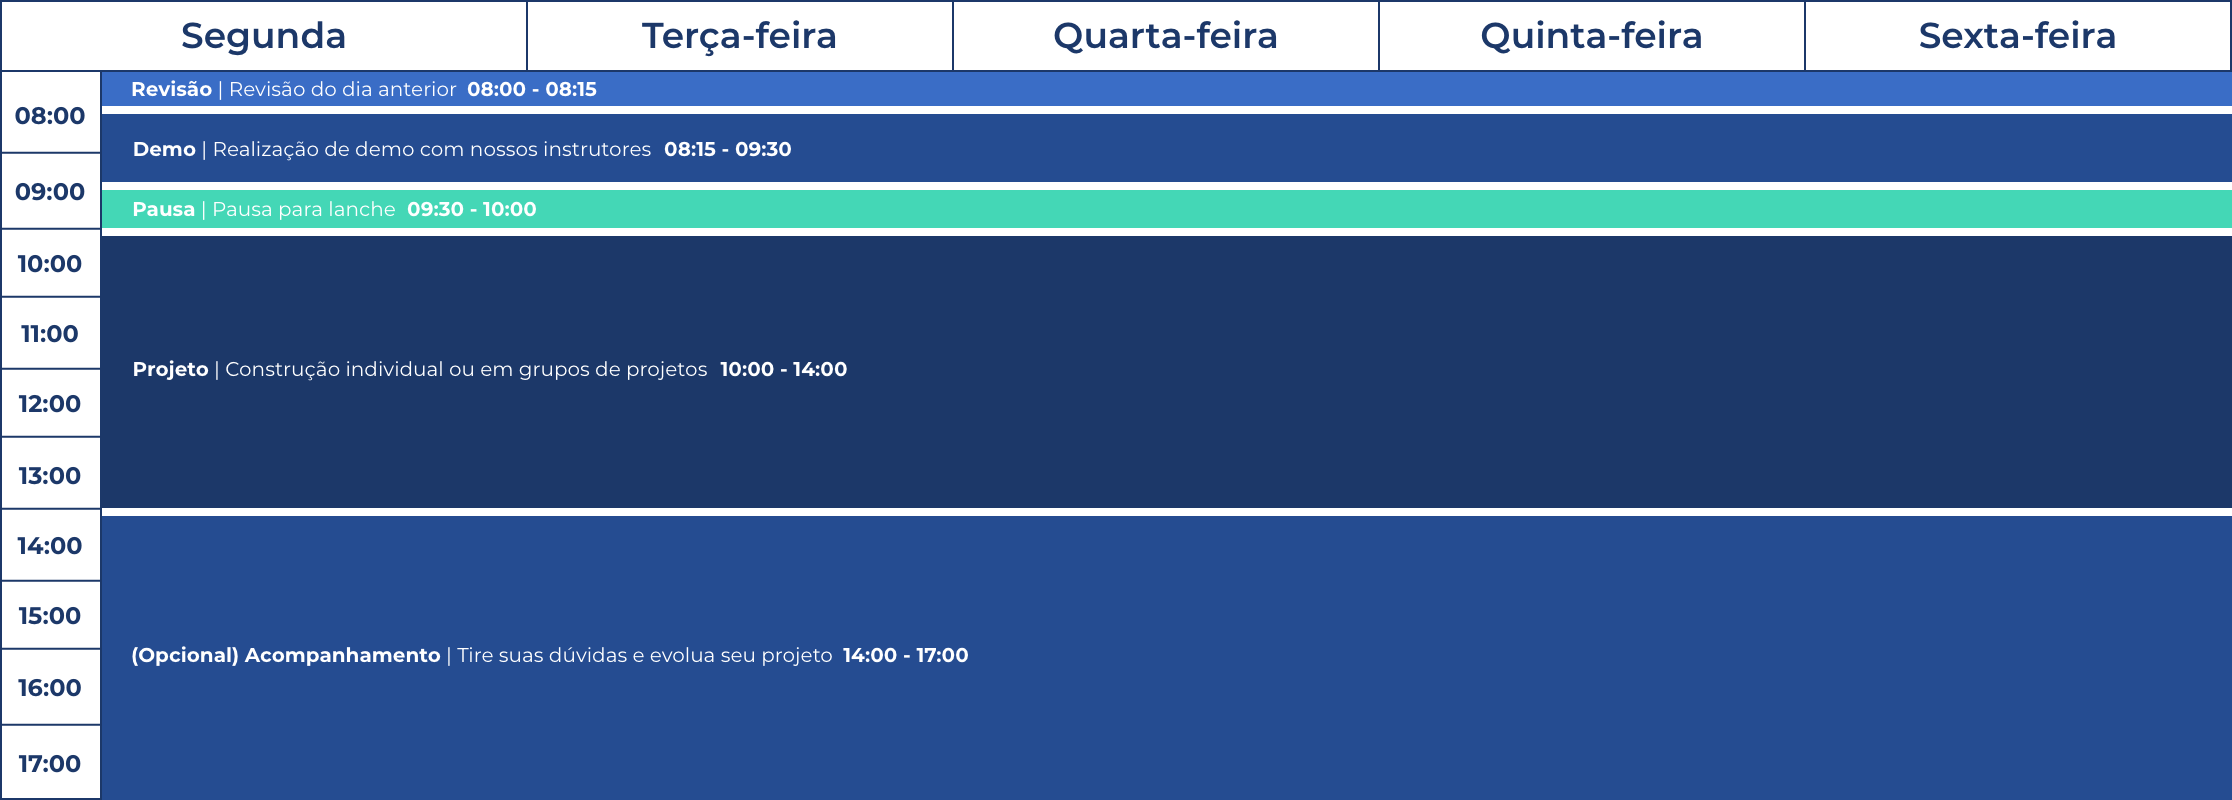 Segunda Terça-feira Quarta-feira Quinta-feira Sexta-feira
08:00
Revisão | Revisão do dia anterior 08:00 - 08:15
Demo | Realização de demo com nossos instrutores 08:15 - 09:30
09:00
Pausa | Pausa para lanche 09:30 - 10:00
10:00
11:00
Projeto | Construção individual ou em grupos de projetos 10:00 - 14:00
12:00
13:00
14:00
15:00
(Opcional) Acompanhamento | Tire suas dúvidas e evolua seu projeto 14:00 - 17:00
16:00
17:00